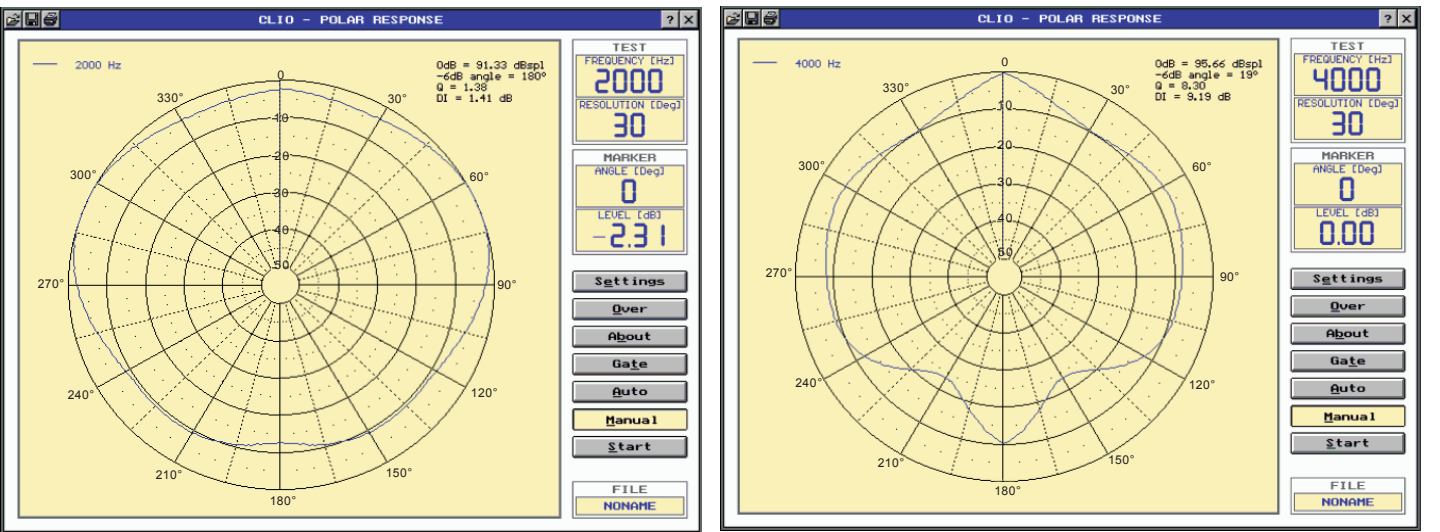 CLIO - POLAR RESPONSE
? ×
2000 Hz
0dB = 91.33 dBspl
-6dB angle = 180°
Q = 1.38
DI = 1.41 dB
0
330°
30°
-10
300°
60°
-20
-30
-40
50
270°
90°
240°
120°
210°
150°
180°
TEST
FREQUENCY [Hz]
2000
RESOLUTION [Deg]
30
MARKER
ANGLE [Deg]
0
LEVEL [dB]
-2.31
Settings
Over
About
Gate
Auto
Manual
Start
FILE
NONAME
CLIO - POLAR RESPONSE
? ×
4000 Hz
0dB = 95.66 dBspl
-6dB angle = 19°
Q = 8.30
DI = 9.19 dB
0
330°
30°
-10
300°
60°
-20
-30
-40
50
270°
90°
240°
120°
210°
150°
180°
TEST
FREQUENCY [Hz]
4000
RESOLUTION [Deg]
30
MARKER
ANGLE [Deg]
0
LEVEL [dB]
0.00
Settings
Over
About
Gate
Auto
Manual
Start
FILE
NONAME